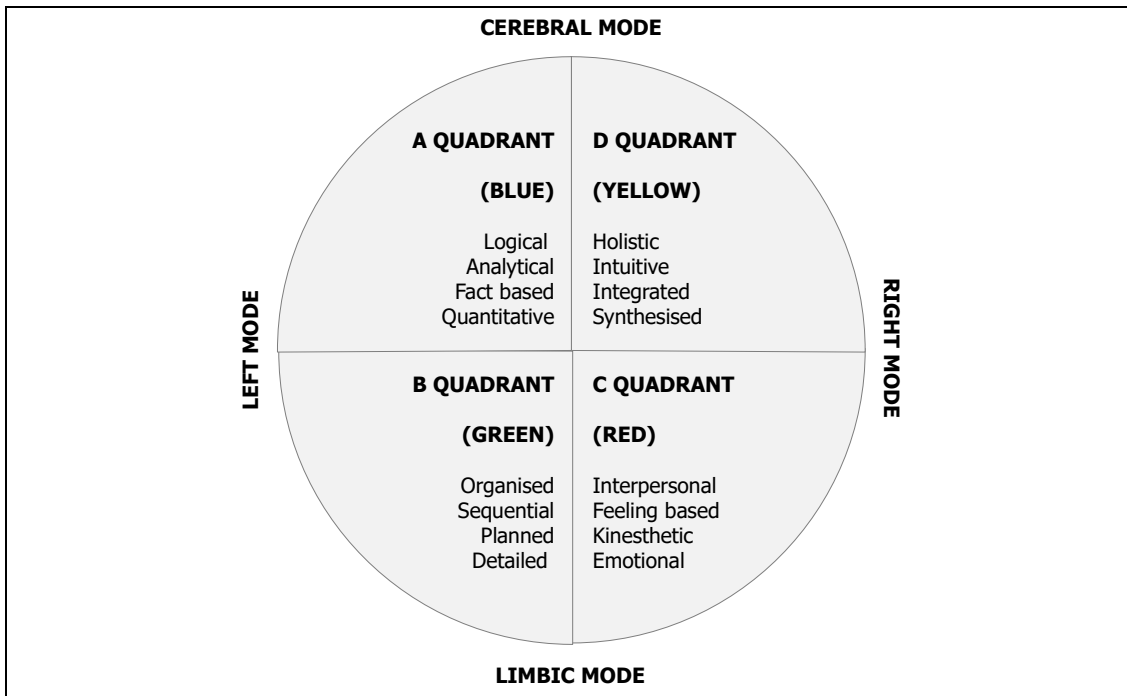 CEREBRAL MODE
A QUADRANT
(BLUE)
Logical
Analytical
Fact based
Quantitative
D QUADRANT
(YELLOW)
Holistic
Intuitive
Integrated
Synthesised
LEFT MODE
RIGHT MODE
B QUADRANT
(GREEN)
Organised
Sequential
Planned
Detailed
C QUADRANT
(RED)
Interpersonal
Feeling based
Kinesthetic
Emotional
LIMBIC MODE